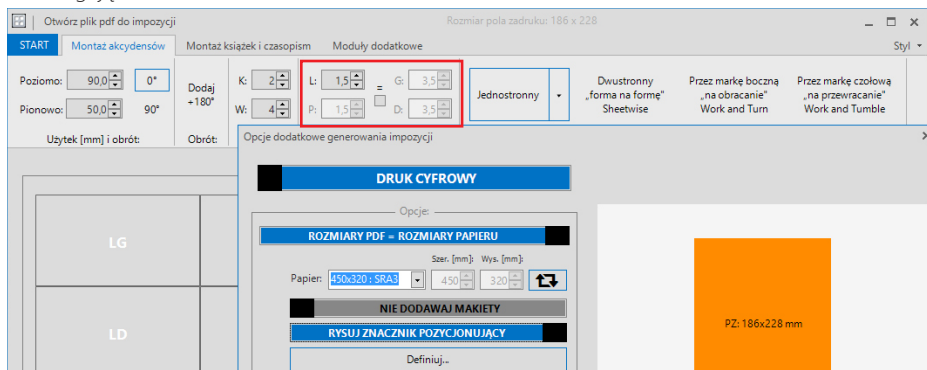 Otwórz plik pdf do impozycji
Rozmiar pola zadruku: 186 x 228
START Montaż akcydensów Montaż książek i czasopism Moduły dodatkowe Styl
Poziomo: 90,0 0° Dodaj +180° K: 2 L: 1,5 = G: 3,5 Jednostronny Dwustronny Przez markę boczną Przez markę czołową
„forma na formę" „na obracanie" „na przewracanie"
Pionowo: 50,0 90° W: 4 P: 1,5 D: 3,5 Sheetwise Work and Turn Work and Tumble
Użytek [mm] i obrót: Obrót:
Opcje dodatkowe generowania impozycji
DRUK CYFROWY
Opcje:
LG
ROZMIARY PDF = ROZMIARY PAPIERU
Szer. [mm]: Wys. [mm]:
Papier: 450x320 : SRA3 450 320
NIE DODAWAJ MAKIETY
PZ: 186x228 mm
LD
RYSUJ ZNACZNIK POZYCJONUJĄCY
Definiuj...